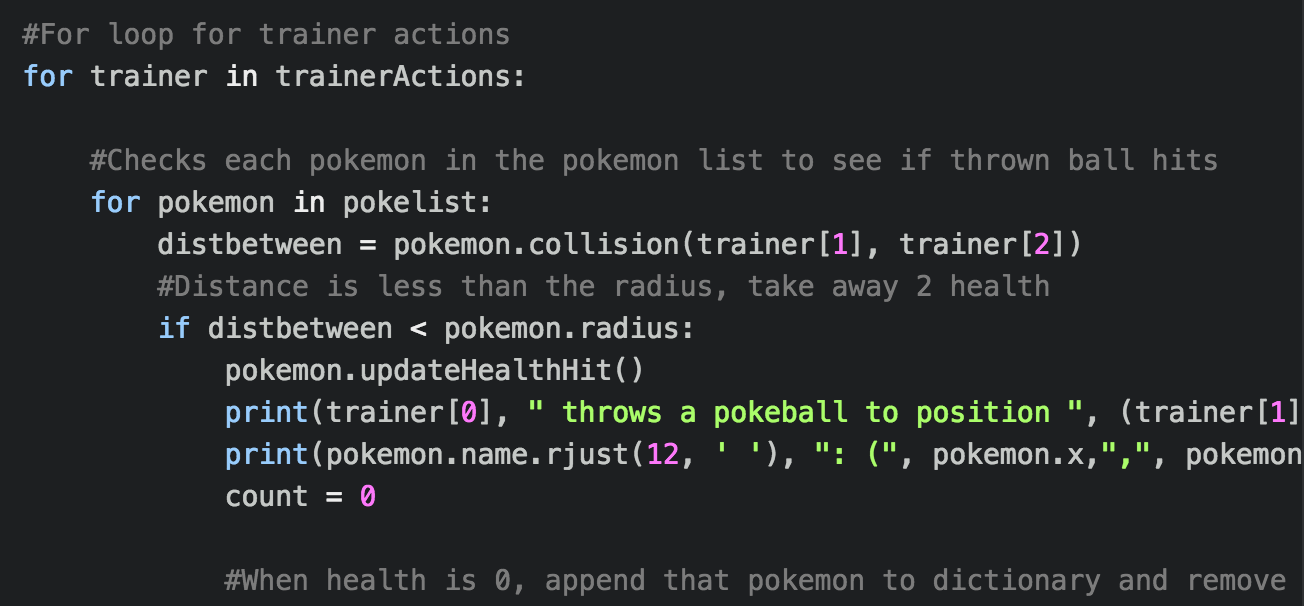 #For loop for trainer actions
for trainer in trainerActions:
#Checks each pokemon in the pokemon list to see if thrown ball hits
for pokemon in pokelist:
distbetween = pokemon.collision(trainer[1], trainer[2])
#Distance is less than the radius, take away 2 health
if distbetween < pokemon.radius:
pokemon.updateHealthHit()
print(trainer[0], " throws a pokeball to position ", (trainer[1]
print(pokemon.name.rjust(12, ' '), ": (", pokemon.x,",", pokemon
count = 0
#When health is 0, append that pokemon to dictionary and remove